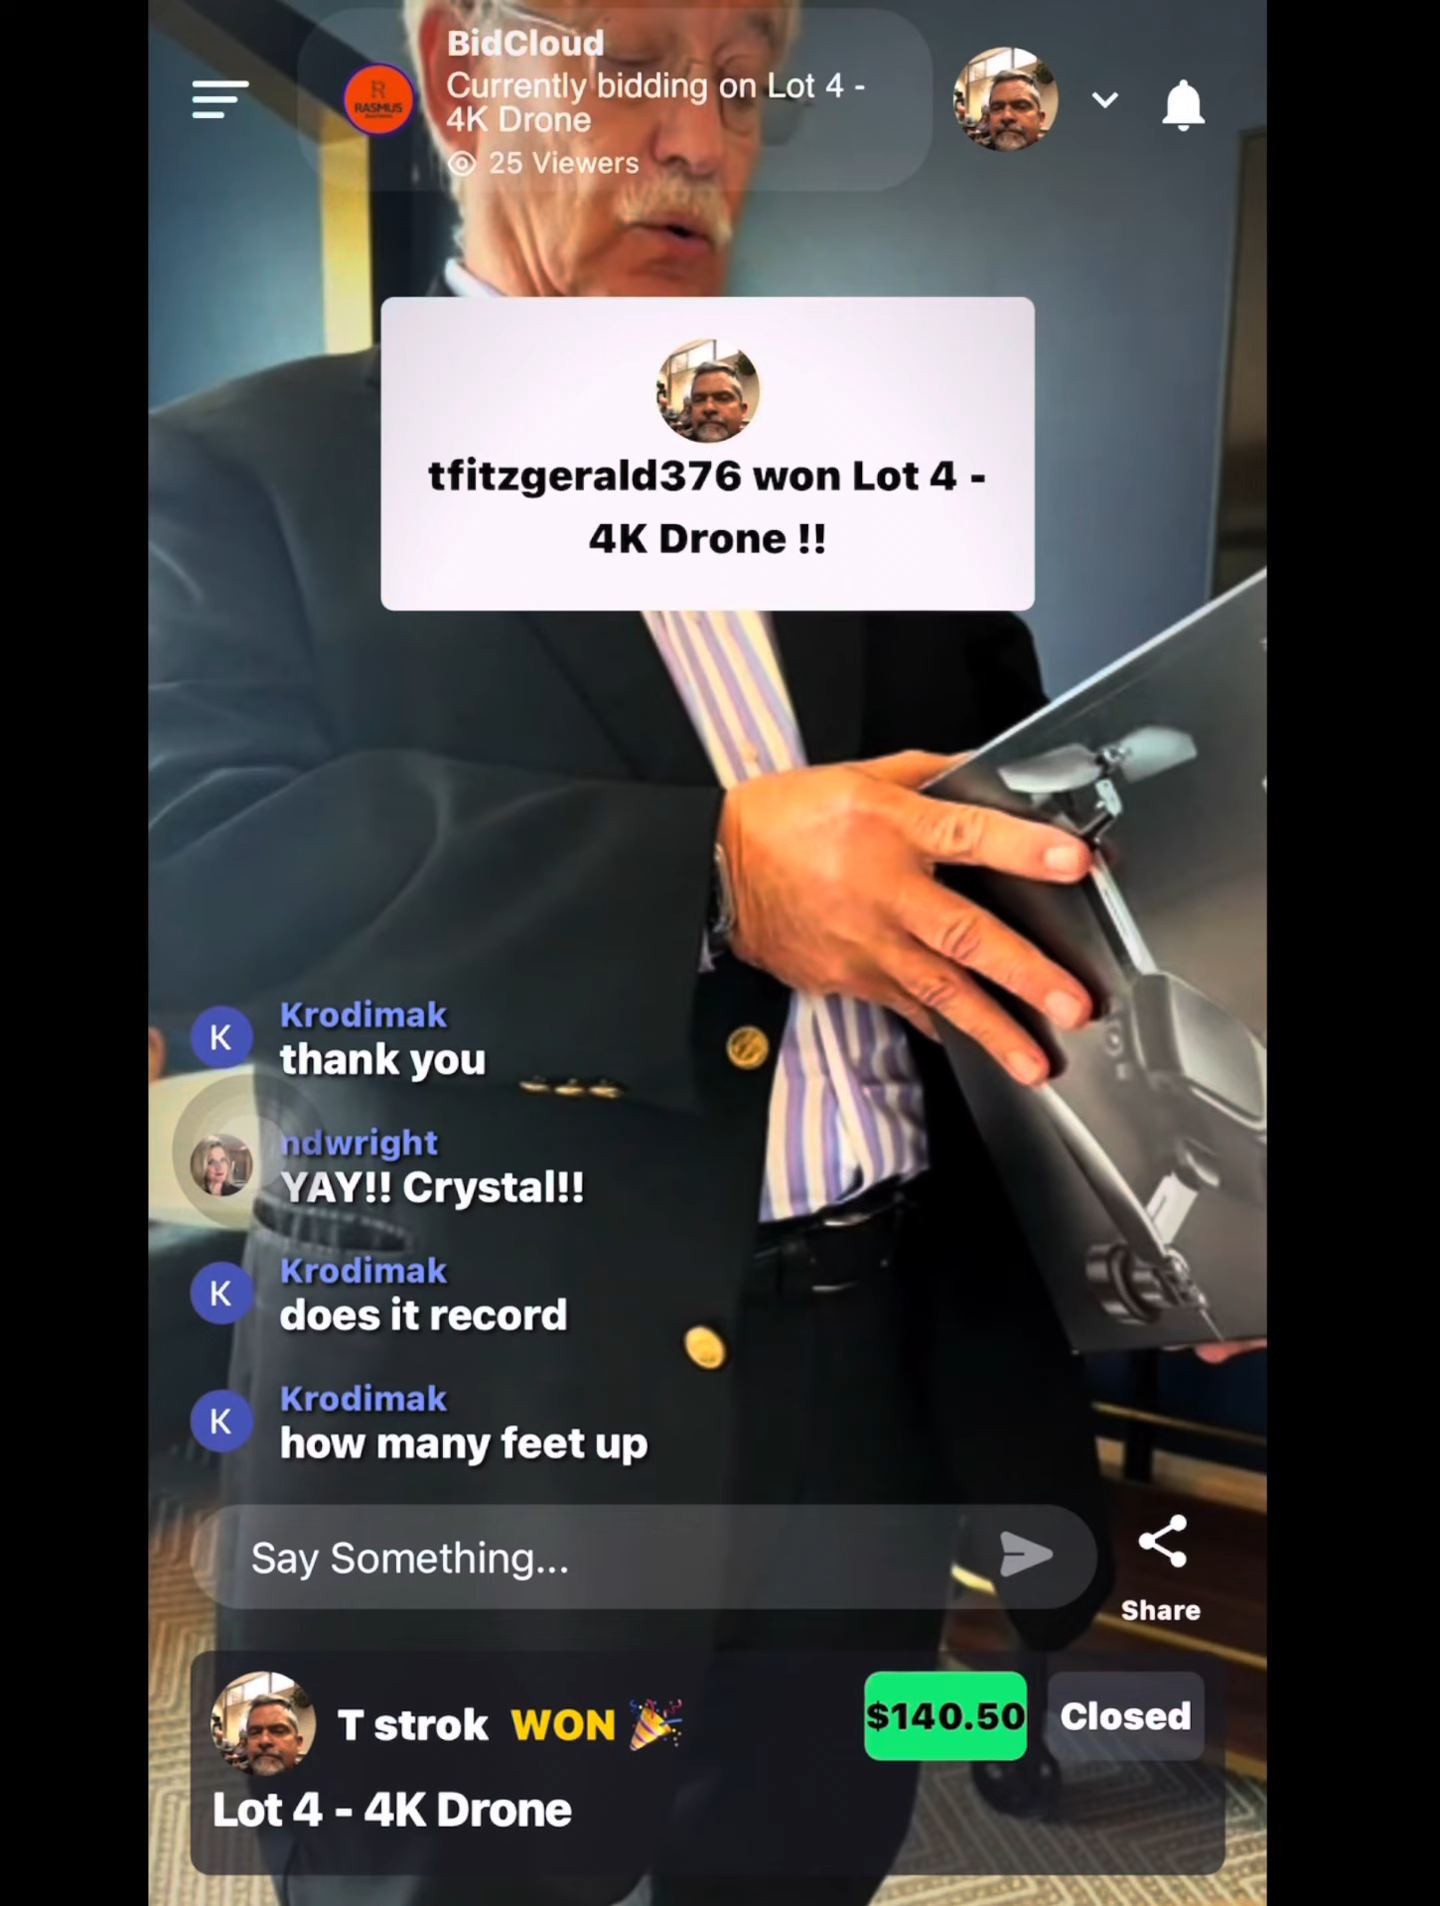 BidCloud
Currently bidding on Lot 4 -
4K Drone
25 Viewers
R
RASMUS
tfitzgerald376 won Lot 4 -
4K Drone !!
Krodimak
thank you
ndwright
YAY!! Crystal!!
K
Krodimak
does it record
K
Krodimak
how many feet up
K
Say Something...
Share
T strok WON 🎉
$140.50
Closed
Lot 4 - 4K Drone